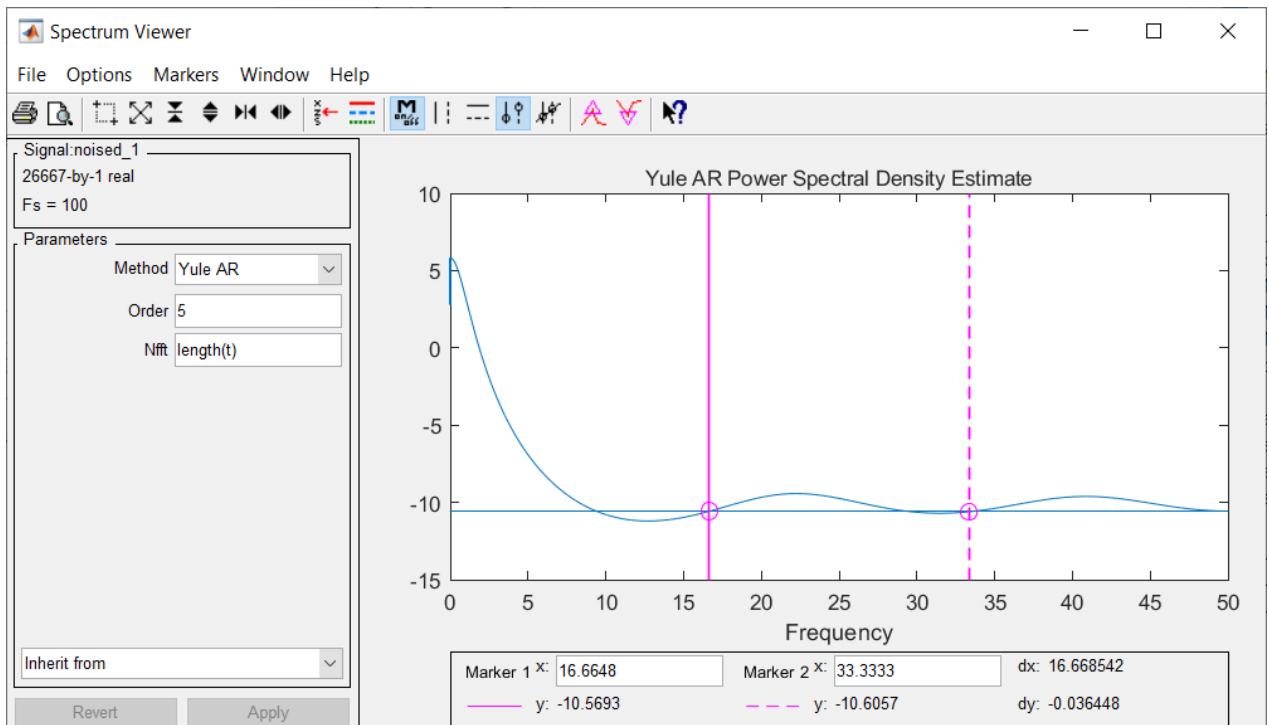 Spectrum Viewer
File Options Markers Window Help
M
on/off
Signal:noised_1
26667-by-1 real
Fs = 100
Parameters
Method Yule AR
Order 5
Nfft length(t)
Inherit from
Revert Apply
Yule AR Power Spectral Density Estimate
10
5
0
-5
-10
-15
0 5 10 15 20 25 30 35 40 45 50
Frequency
Marker 1 x: 16.6648 Marker 2 x: 33.3333 dx: 16.668542
y: -10.5693 y: -10.6057 dy: -0.036448